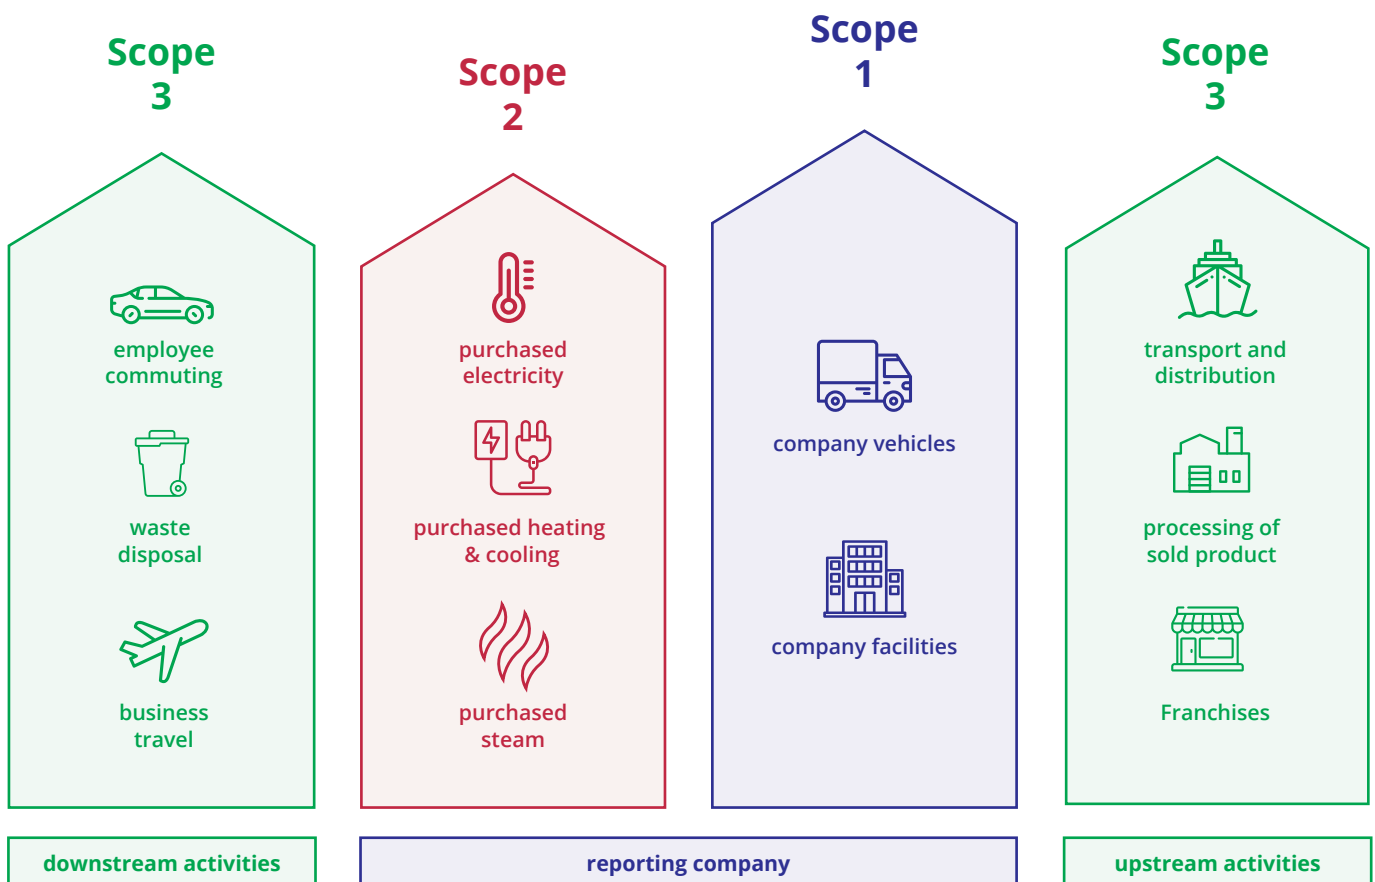 Scope
3
employee
commuting
waste
disposal
business
travel
downstream activities
Scope
2
purchased
electricity
purchased heating
& cooling
purchased
steam
Scope
1
company vehicles
company facilities
reporting company
Scope
3
transport and
distribution
processing of
sold product
Franchises
upstream activities